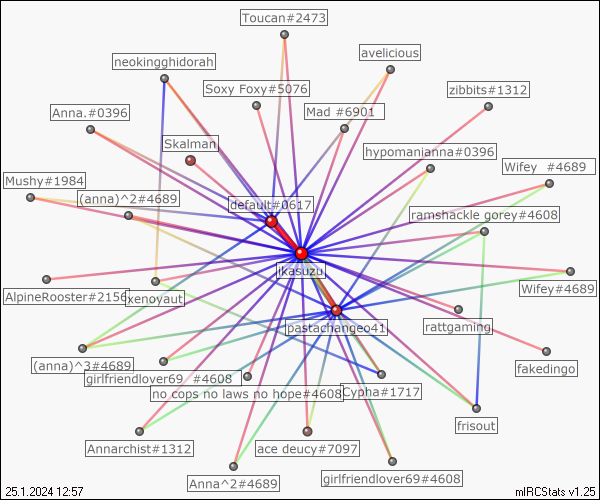 Toucan#2473
avelicious
neokingghidorah
Soxy Foxy#5076
zibbits#1312
Anna.#0396
Mad #6901
Skalman
hypomanianna#0396
Wifey  #4689
Mushy#1984
(anna)^2#4689
default#0617
ramshackle gorey#4608
ikasuzu
Wifey#4689
AlpineRooster#2156
xenoyaut
pastachangeo41
rattgaming
(anna)^3#4689
fakedingo
girlfriendlover69  #4608
no cops no laws no hope#4608
Cypha#1717
frisout
Annarchist#1312
ace deucy#7097
Anna^2#4689
girlfriendlover69#4608
25.1.2024 12:57
mIRCStats v1.25